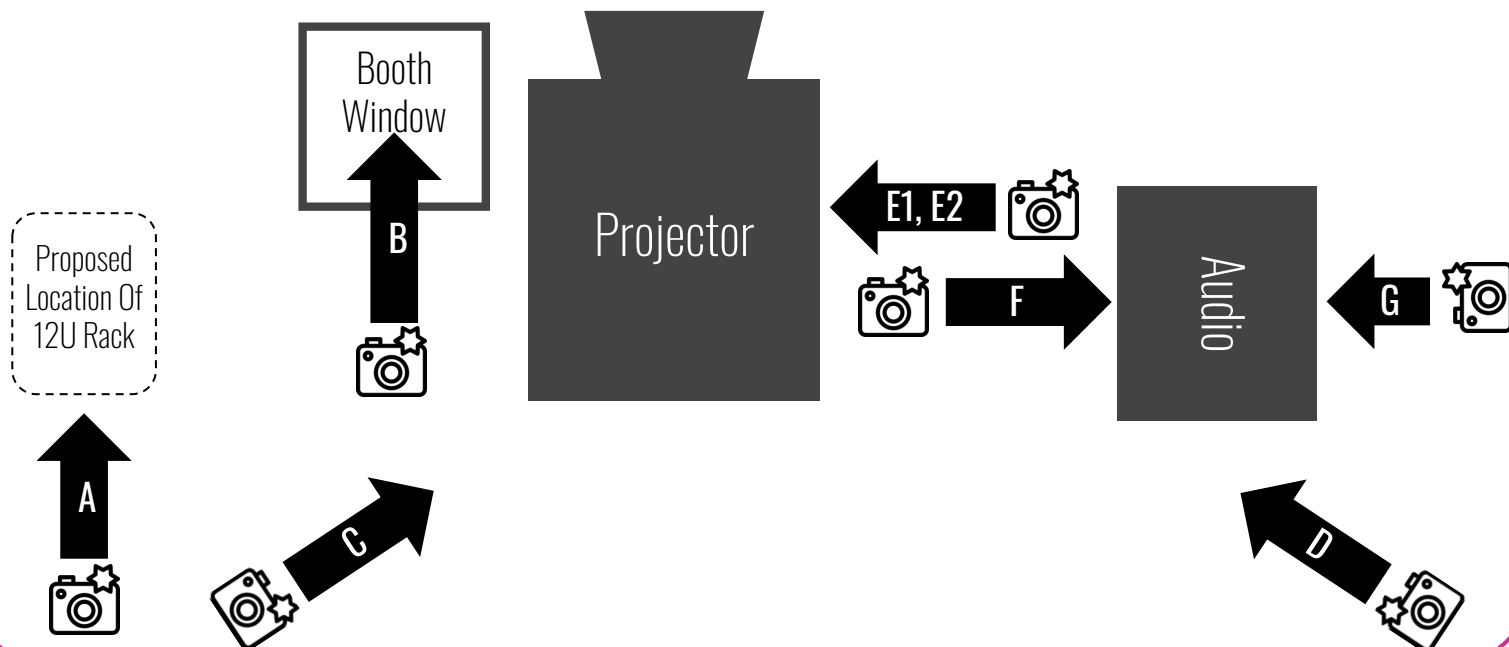 Booth
Window
Projector
E1, E2
B
Proposed
Location Of
12U Rack
Audio
F
G
A
C
D